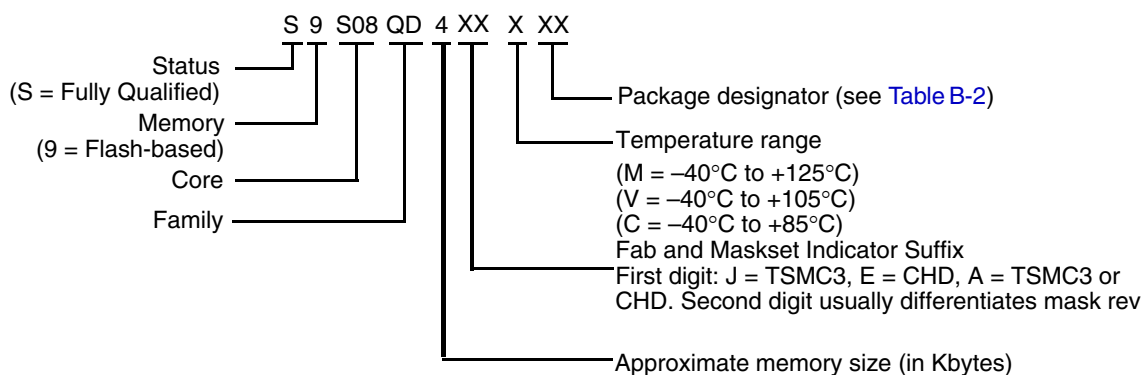 S 9 S08 QD 4 XX X XX
Status
(S = Fully Qualified)
Memory
(9 = Flash-based)
Core
Family
Package designator (see Table B-2)
Temperature range
(M = –40°C to +125°C)
(V = –40°C to +105°C)
(C = –40°C to +85°C)
Fab and Maskset Indicator Suffix
First digit: J = TSMC3, E = CHD, A = TSMC3 or
CHD. Second digit usually differentiates mask rev
Approximate memory size (in Kbytes)